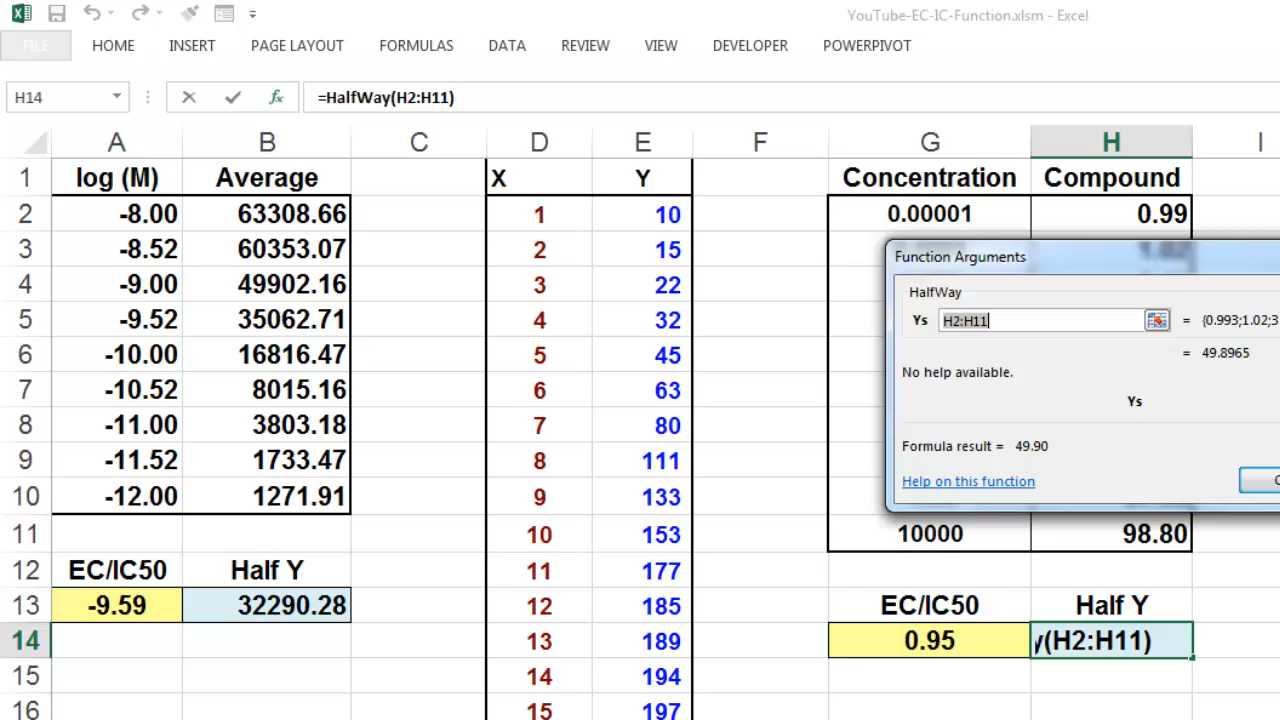 YouTube-EC-IC-Function.xlsm - Excel
FILE HOME INSERT PAGE LAYOUT FORMULAS DATA REVIEW VIEW DEVELOPER POWERPIVOT
H14 fx =HalfWay(H2:H11)
A B C D E F G H I
1 log (M) Average X Y Concentration Compound
2 -8.00 63308.66 1 10 0.00001 0.99
3 -8.52 60353.07 2 15
Function Arguments
4 -9.00 49902.16 3 22
HalfWay
5 -9.52 35062.71 4 32
Ys H2:H11 = {0.993;1.02;3
6 -10.00 16816.47 5 45
= 49.8965
No help available.
7 -10.52 8015.16 6 63
Ys
8 -11.00 3803.18 7 80
Formula result = 49.90
9 -11.52 1733.47 8 111
Help on this function
10 -12.00 1271.91 9 133
11 10 153 10000 98.80
12 EC/IC50 Half Y 11 177
13 -9.59 32290.28 12 185 EC/IC50 Half Y
14 13 189 0.95 y(H2:H11)
15 14 194
16 15 197